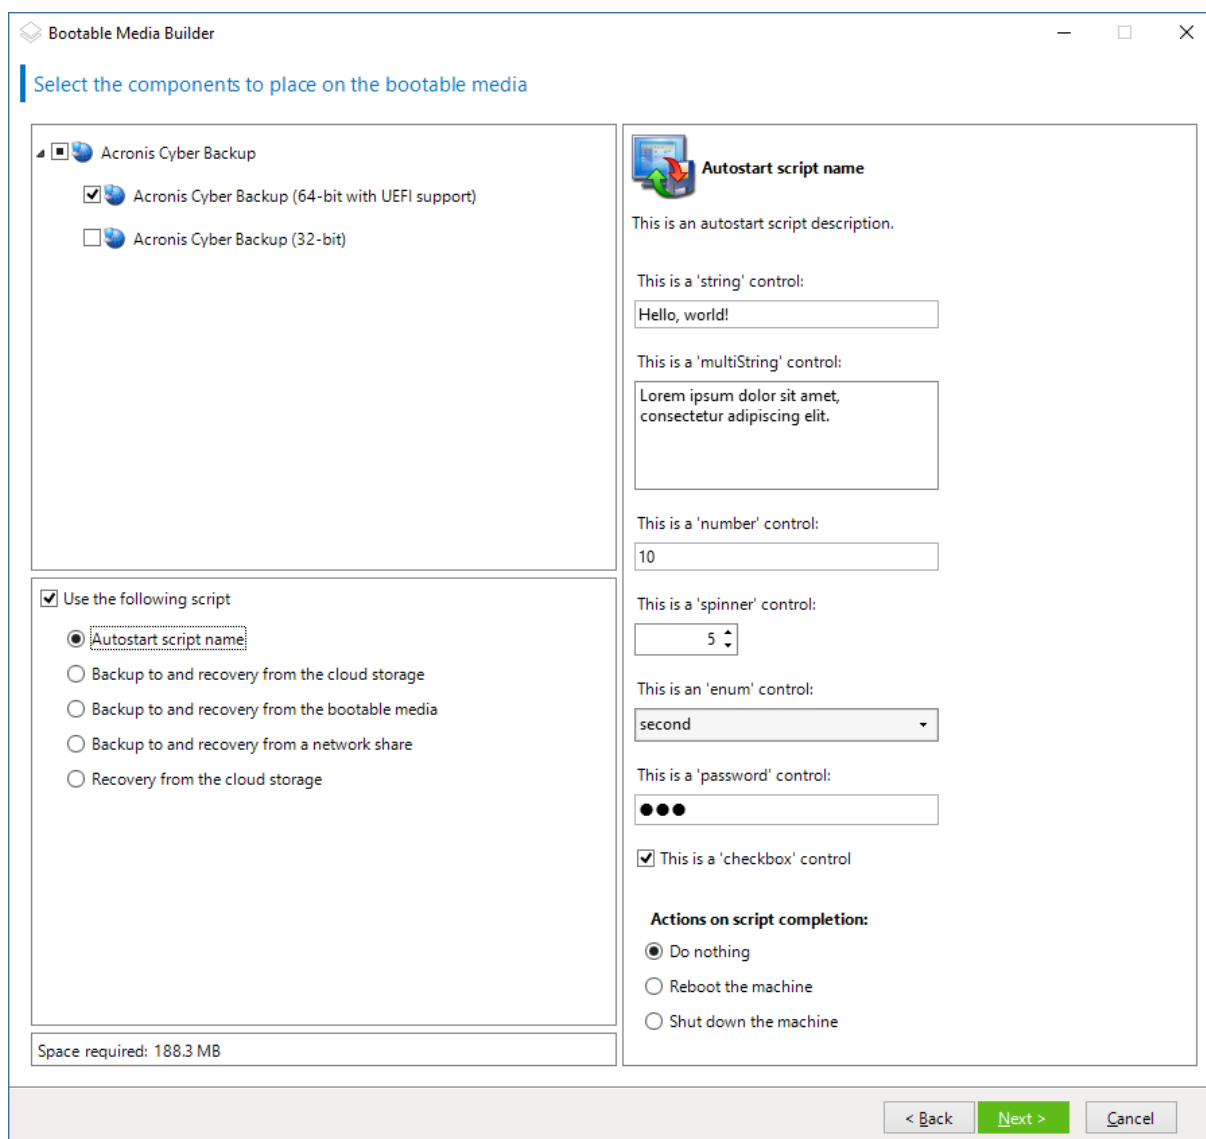 Bootable Media Builder
Select the components to place on the bootable media
Acronis Cyber Backup
Acronis Cyber Backup (64-bit with UEFI support)
Acronis Cyber Backup (32-bit)
Use the following script
Autostart script name
Backup to and recovery from the cloud storage
Backup to and recovery from the bootable media
Backup to and recovery from a network share
Recovery from the cloud storage
Space required: 188.3 MB
Autostart script name
This is an autostart script description.
This is a 'string' control:
Hello, world!
This is a 'multiString' control:
Lorem ipsum dolor sit amet,
consectetur adipiscing elit.
This is a 'number' control:
10
This is a 'spinner' control:
5
This is an 'enum' control:
second
This is a 'password' control:
●●●
This is a 'checkbox' control
Actions on script completion:
Do nothing
Reboot the machine
Shut down the machine
< Back
Next >
Cancel